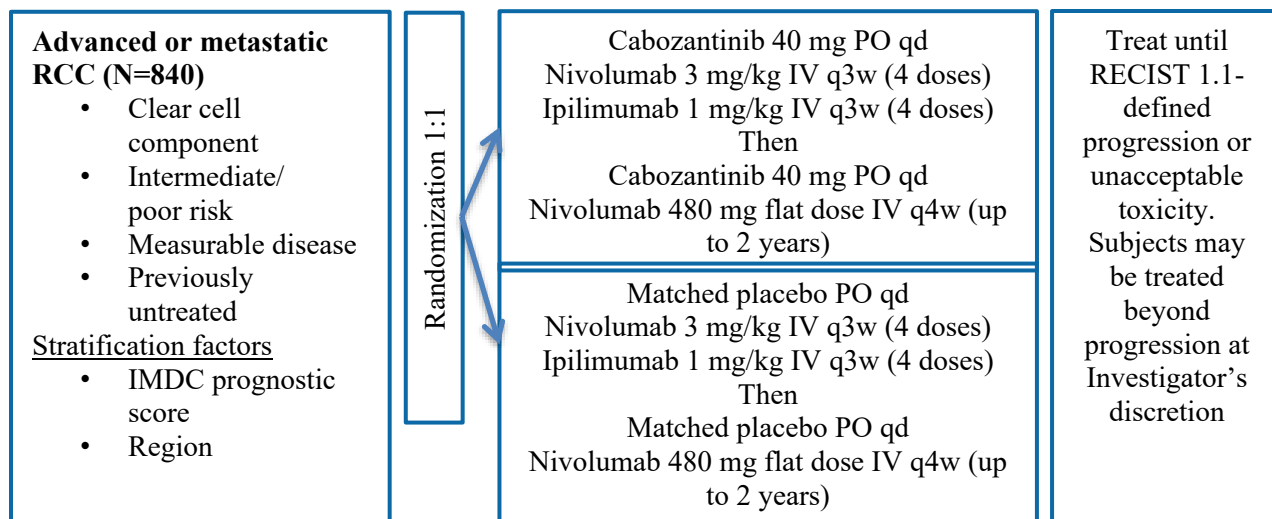 Advanced or metastatic
RCC (N=840)
• Clear cell
component
• Intermediate/
poor risk
• Measurable disease
• Previously
untreated
Stratification factors
• IMDC prognostic
score
• Region
Randomization 1:1
Cabozantinib 40 mg PO qd
Nivolumab 3 mg/kg IV q3w (4 doses)
Ipilimumab 1 mg/kg IV q3w (4 doses)
Then
Cabozantinib 40 mg PO qd
Nivolumab 480 mg flat dose IV q4w (up
to 2 years)
Matched placebo PO qd
Nivolumab 3 mg/kg IV q3w (4 doses)
Ipilimumab 1 mg/kg IV q3w (4 doses)
Then
Matched placebo PO qd
Nivolumab 480 mg flat dose IV q4w (up
to 2 years)
Treat until
RECIST 1.1-
defined
progression or
unacceptable
toxicity.
Subjects may
be treated
beyond
progression at
Investigator’s
discretion